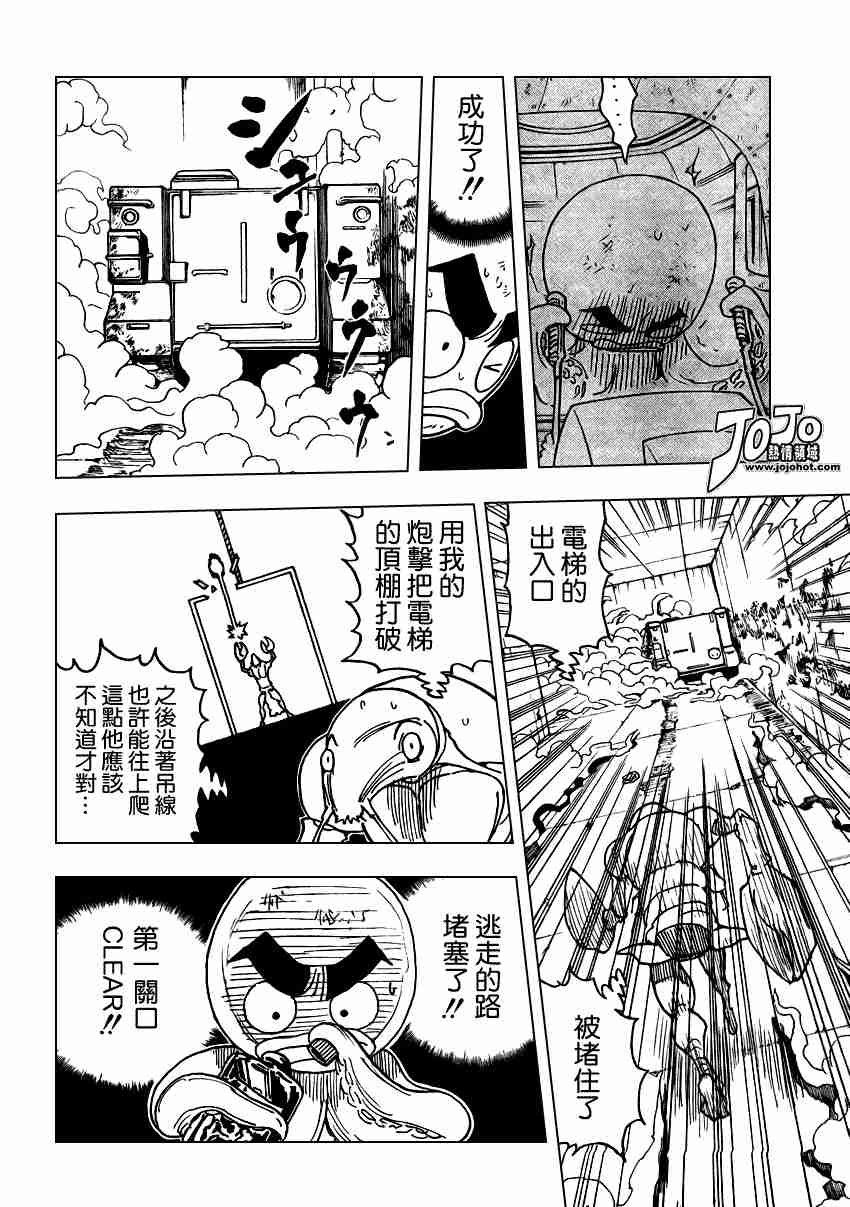 ……
成功了!!
シュウウウウ
JOJO
熱情領域
www.jojohot.com
電梯的
出入口
被堵住了
用我的
炮擊把電梯
的頂棚打破
之後沿著吊線
也許能往上爬
這點他應該
不知道才對…
逃走的路
堵塞了!!
第一關口
CLEAR!!